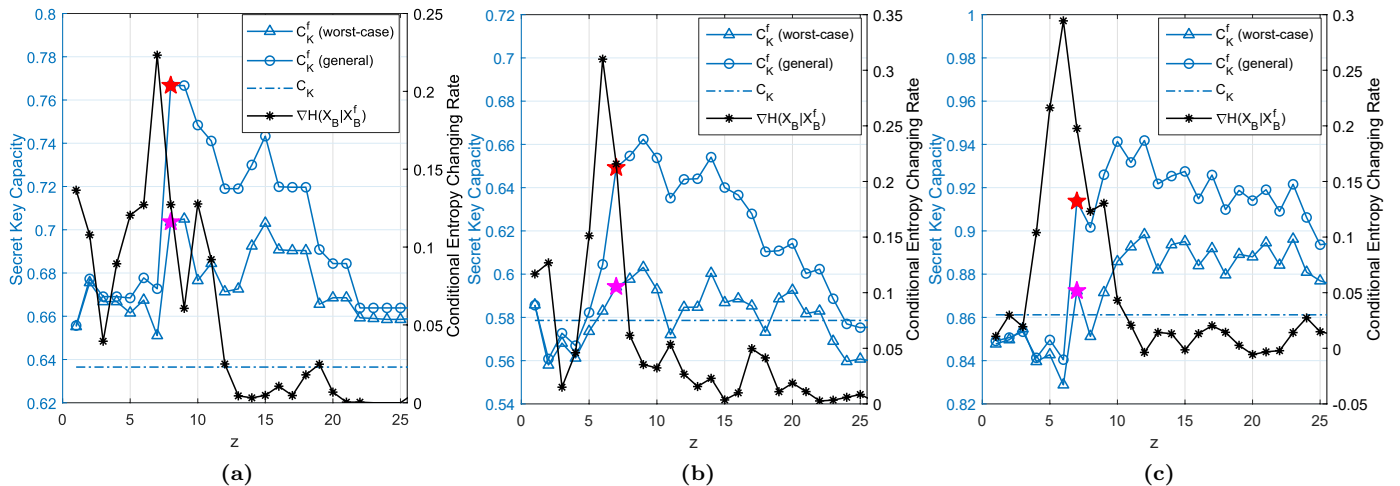 0.8
0.78
0.76
0.74
0.72
0.7
0.68
0.66
0.64
0.62
Secret Key Capacity
0 5 10 15 20 25
z
0.25
0.2
0.15
0.1
0.05
0
Conditional Entropy Changing Rate
C_K^f (worst-case)
C_K^f (general)
C_K
∇H(X_B|X_B^f)
(a)
0.72
0.7
0.68
0.66
0.64
0.62
0.6
0.58
0.56
0.54
Secret Key Capacity
0 5 10 15 20 25
z
0.35
0.3
0.25
0.2
0.15
0.1
0.05
0
Conditional Entropy Changing Rate
C_K^f (worst-case)
C_K^f (general)
C_K
∇H(X_B|X_B^f)
(b)
1
0.98
0.96
0.94
0.92
0.9
0.88
0.86
0.84
0.82
Secret Key Capacity
0 5 10 15 20 25
z
0.3
0.25
0.2
0.15
0.1
0.05
0
-0.05
Conditional Entropy Changing Rate
C_K^f (worst-case)
C_K^f (general)
C_K
∇H(X_B|X_B^f)
(c)